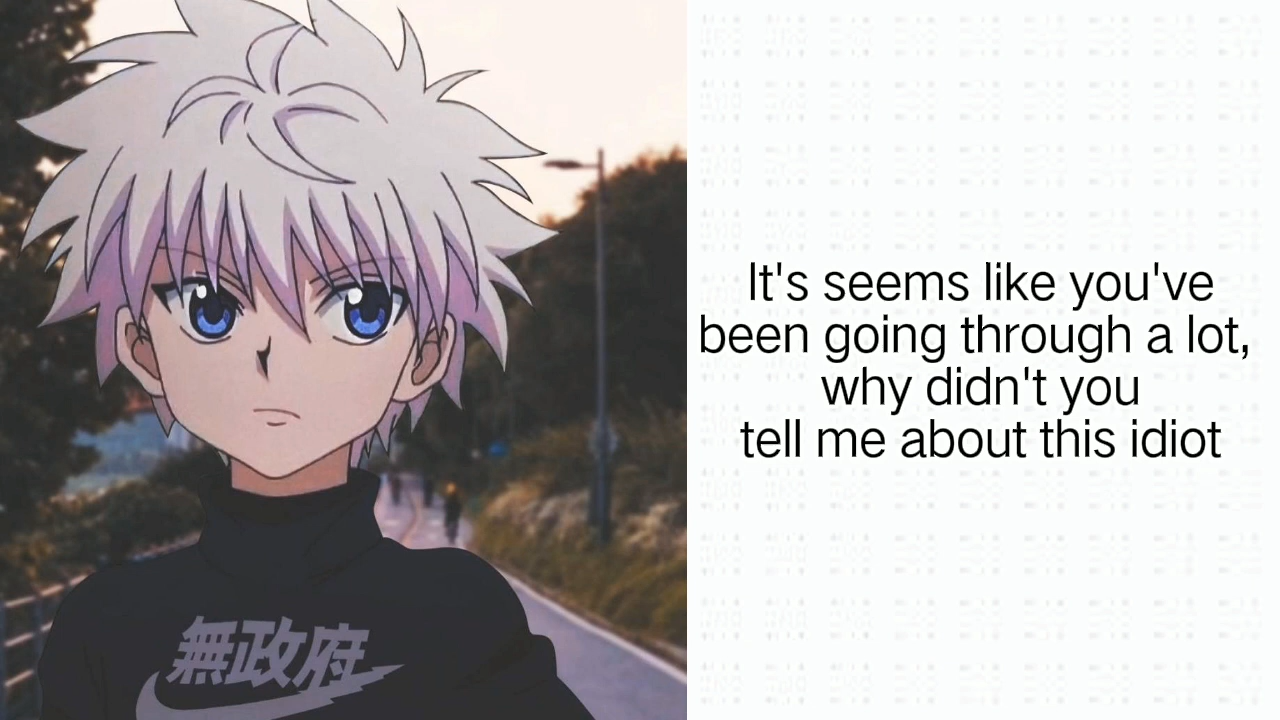 無政府
It's seems like you've
been going through a lot,
why didn't you
tell me about this idiot